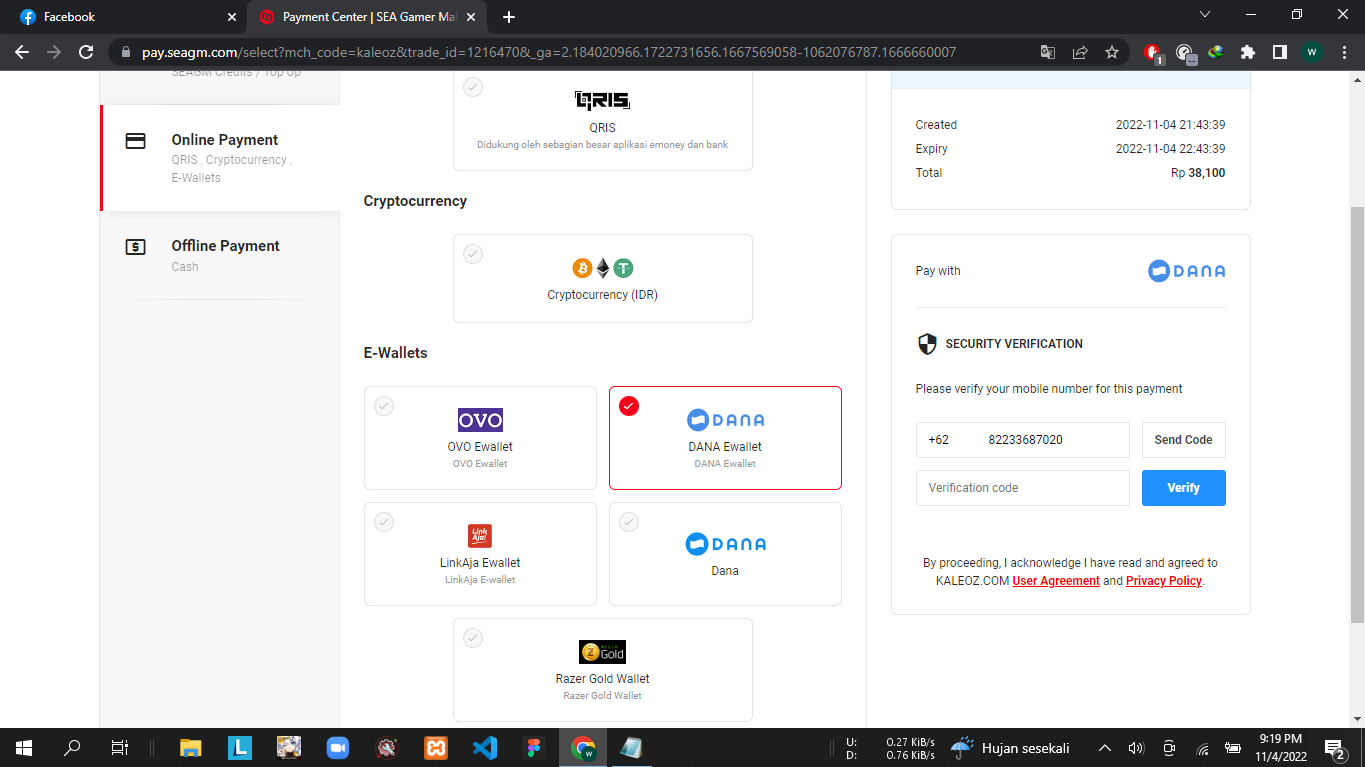 Facebook
Payment Center | SEA Gamer Mal
pay.seagm.com/select?mch_code=kaleoz&trade_id=1216470&_ga=2.184020966.1722731656.1667569058-1062076787.1666660007
1
W
SEAGM Credits / Top Up
Online Payment
QRIS , Cryptocurrency ,
E-Wallets
Offline Payment
Cash
QRIS
QRIS
Didukung oleh sebagian besar aplikasi emoney dan bank
Cryptocurrency
Cryptocurrency (IDR)
E-Wallets
OVO
OVO Ewallet
OVO Ewallet
DANA
DANA Ewallet
DANA Ewallet
Link
Aja!
LinkAja Ewallet
LinkAja E-wallet
DANA
Dana
Gold
Razer Gold Wallet
Razer Gold Wallet
Created 2022-11-04 21:43:39
Expiry 2022-11-04 22:43:39
Total Rp 38,100
Pay with DANA
SECURITY VERIFICATION
Please verify your mobile number for this payment
+62 82233687020 Send Code
Verification code Verify
By proceeding, I acknowledge I have read and agreed to
KALEOZ.COM User Agreement and Privacy Policy.
L
W
U: 0.27 KiB/s
D: 0.76 KiB/s
Hujan sesekali
9:19 PM
11/4/2022
2